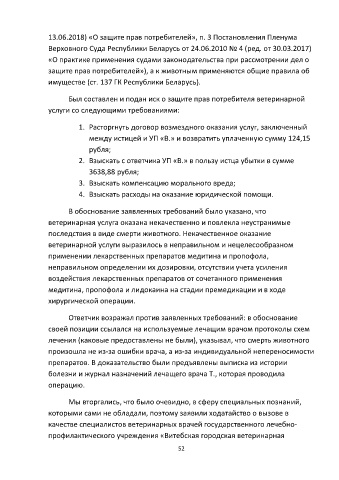 13.06.2018) «О защите прав потребителей», п. 3 Постановления Пленума
Верховного Суда Республики Беларусь от 24.06.2010 № 4 (ред. от 30.03.2017)
«О практике применения судами законодательства при рассмотрении дел о
защите прав потребителей»), а к животным применяются общие правила об
имуществе (ст. 137 ГК Республики Беларусь).
Был составлен и подан иск о защите прав потребителя ветеринарной
услуги со следующими требованиями:
1. Расторгнуть договор возмездного оказания услуг, заключенный
между истицей и УП «В.» и возвратить уплаченную сумму 124,15
рубля;
2. Взыскать с ответчика УП «В.» в пользу истца убытки в сумме
3638,88 рубля;
3. Взыскать компенсацию морального вреда;
4. Взыскать расходы на оказание юридической помощи.
В обоснование заявленных требований было указано, что
ветеринарная услуга оказана некачественно и повлекла неустранимые
последствия в виде смерти животного. Некачественное оказание
ветеринарной услуги выразилось в неправильном и нецелесообразном
применении лекарственных препаратов медитина и пропофола,
неправильном определении их дозировки, отсутствии учета усиления
воздействия лекарственных препаратов от сочетанного применения
медитина, пропофола и лидокаина на стадии премедикации и в ходе
хирургической операции.
Ответчик возражал против заявленных требований: в обоснование
своей позиции ссылался на используемые лечащим врачом протоколы схем
лечения (каковые предоставлены не были), указывал, что смерть животного
произошла не из-за ошибки врача, а из-за индивидуальной непереносимости
препаратов. В доказательство были предъявлены выписка из истории
болезни и журнал назначений лечащего врача Т., которая проводила
операцию.
Мы вторгались, что было очевидно, в сферу специальных познаний,
которыми сами не обладали, поэтому заявили ходатайство о вызове в
качестве специалистов ветеринарных врачей государственного лечебно-
профилактического учреждения «Витебская городская ветеринарная
52